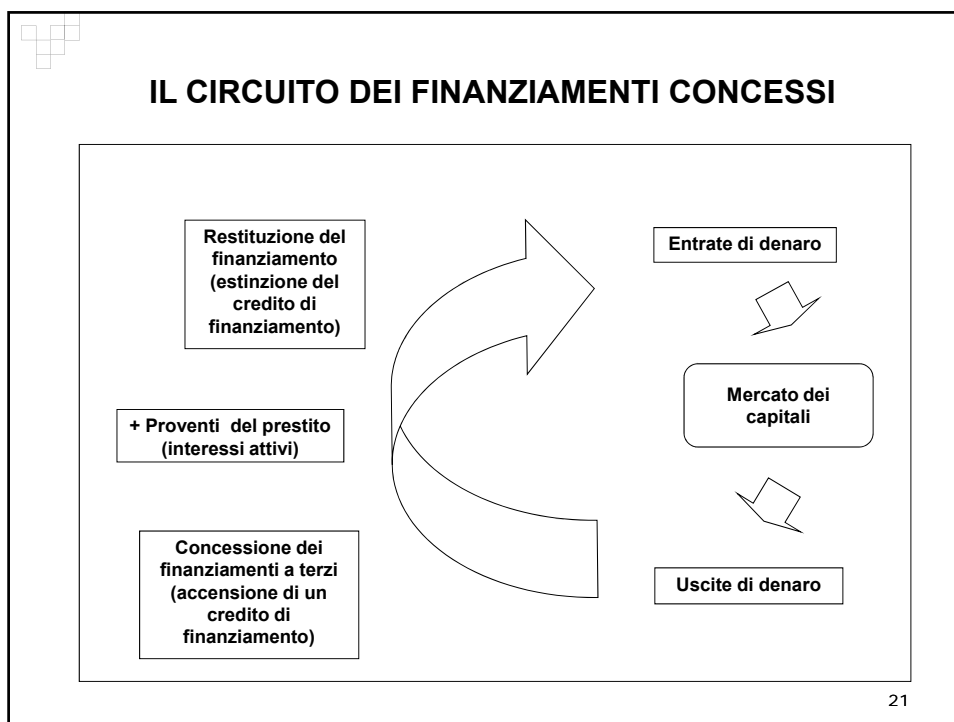 IL CIRCUITO DEI FINANZIAMENTI CONCESSI
Restituzione del
finanziamento
(estinzione del
credito di
finanziamento)
Entrate di denaro
Mercato dei
capitali
+ Proventi del prestito
(interessi attivi)
Concessione dei
finanziamenti a terzi
(accensione di un
credito di
finanziamento)
Uscite di denaro
21